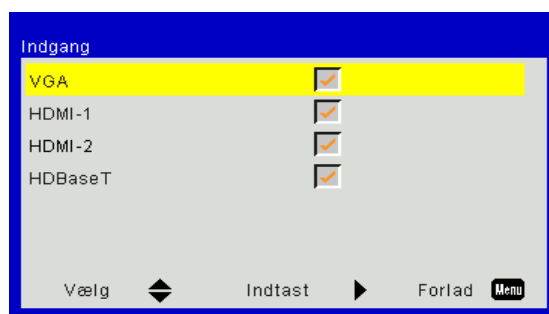 Indgang
VGA
HDMI-1
HDMI-2
HDBaseT
Vælg Indtast Forlad Menu